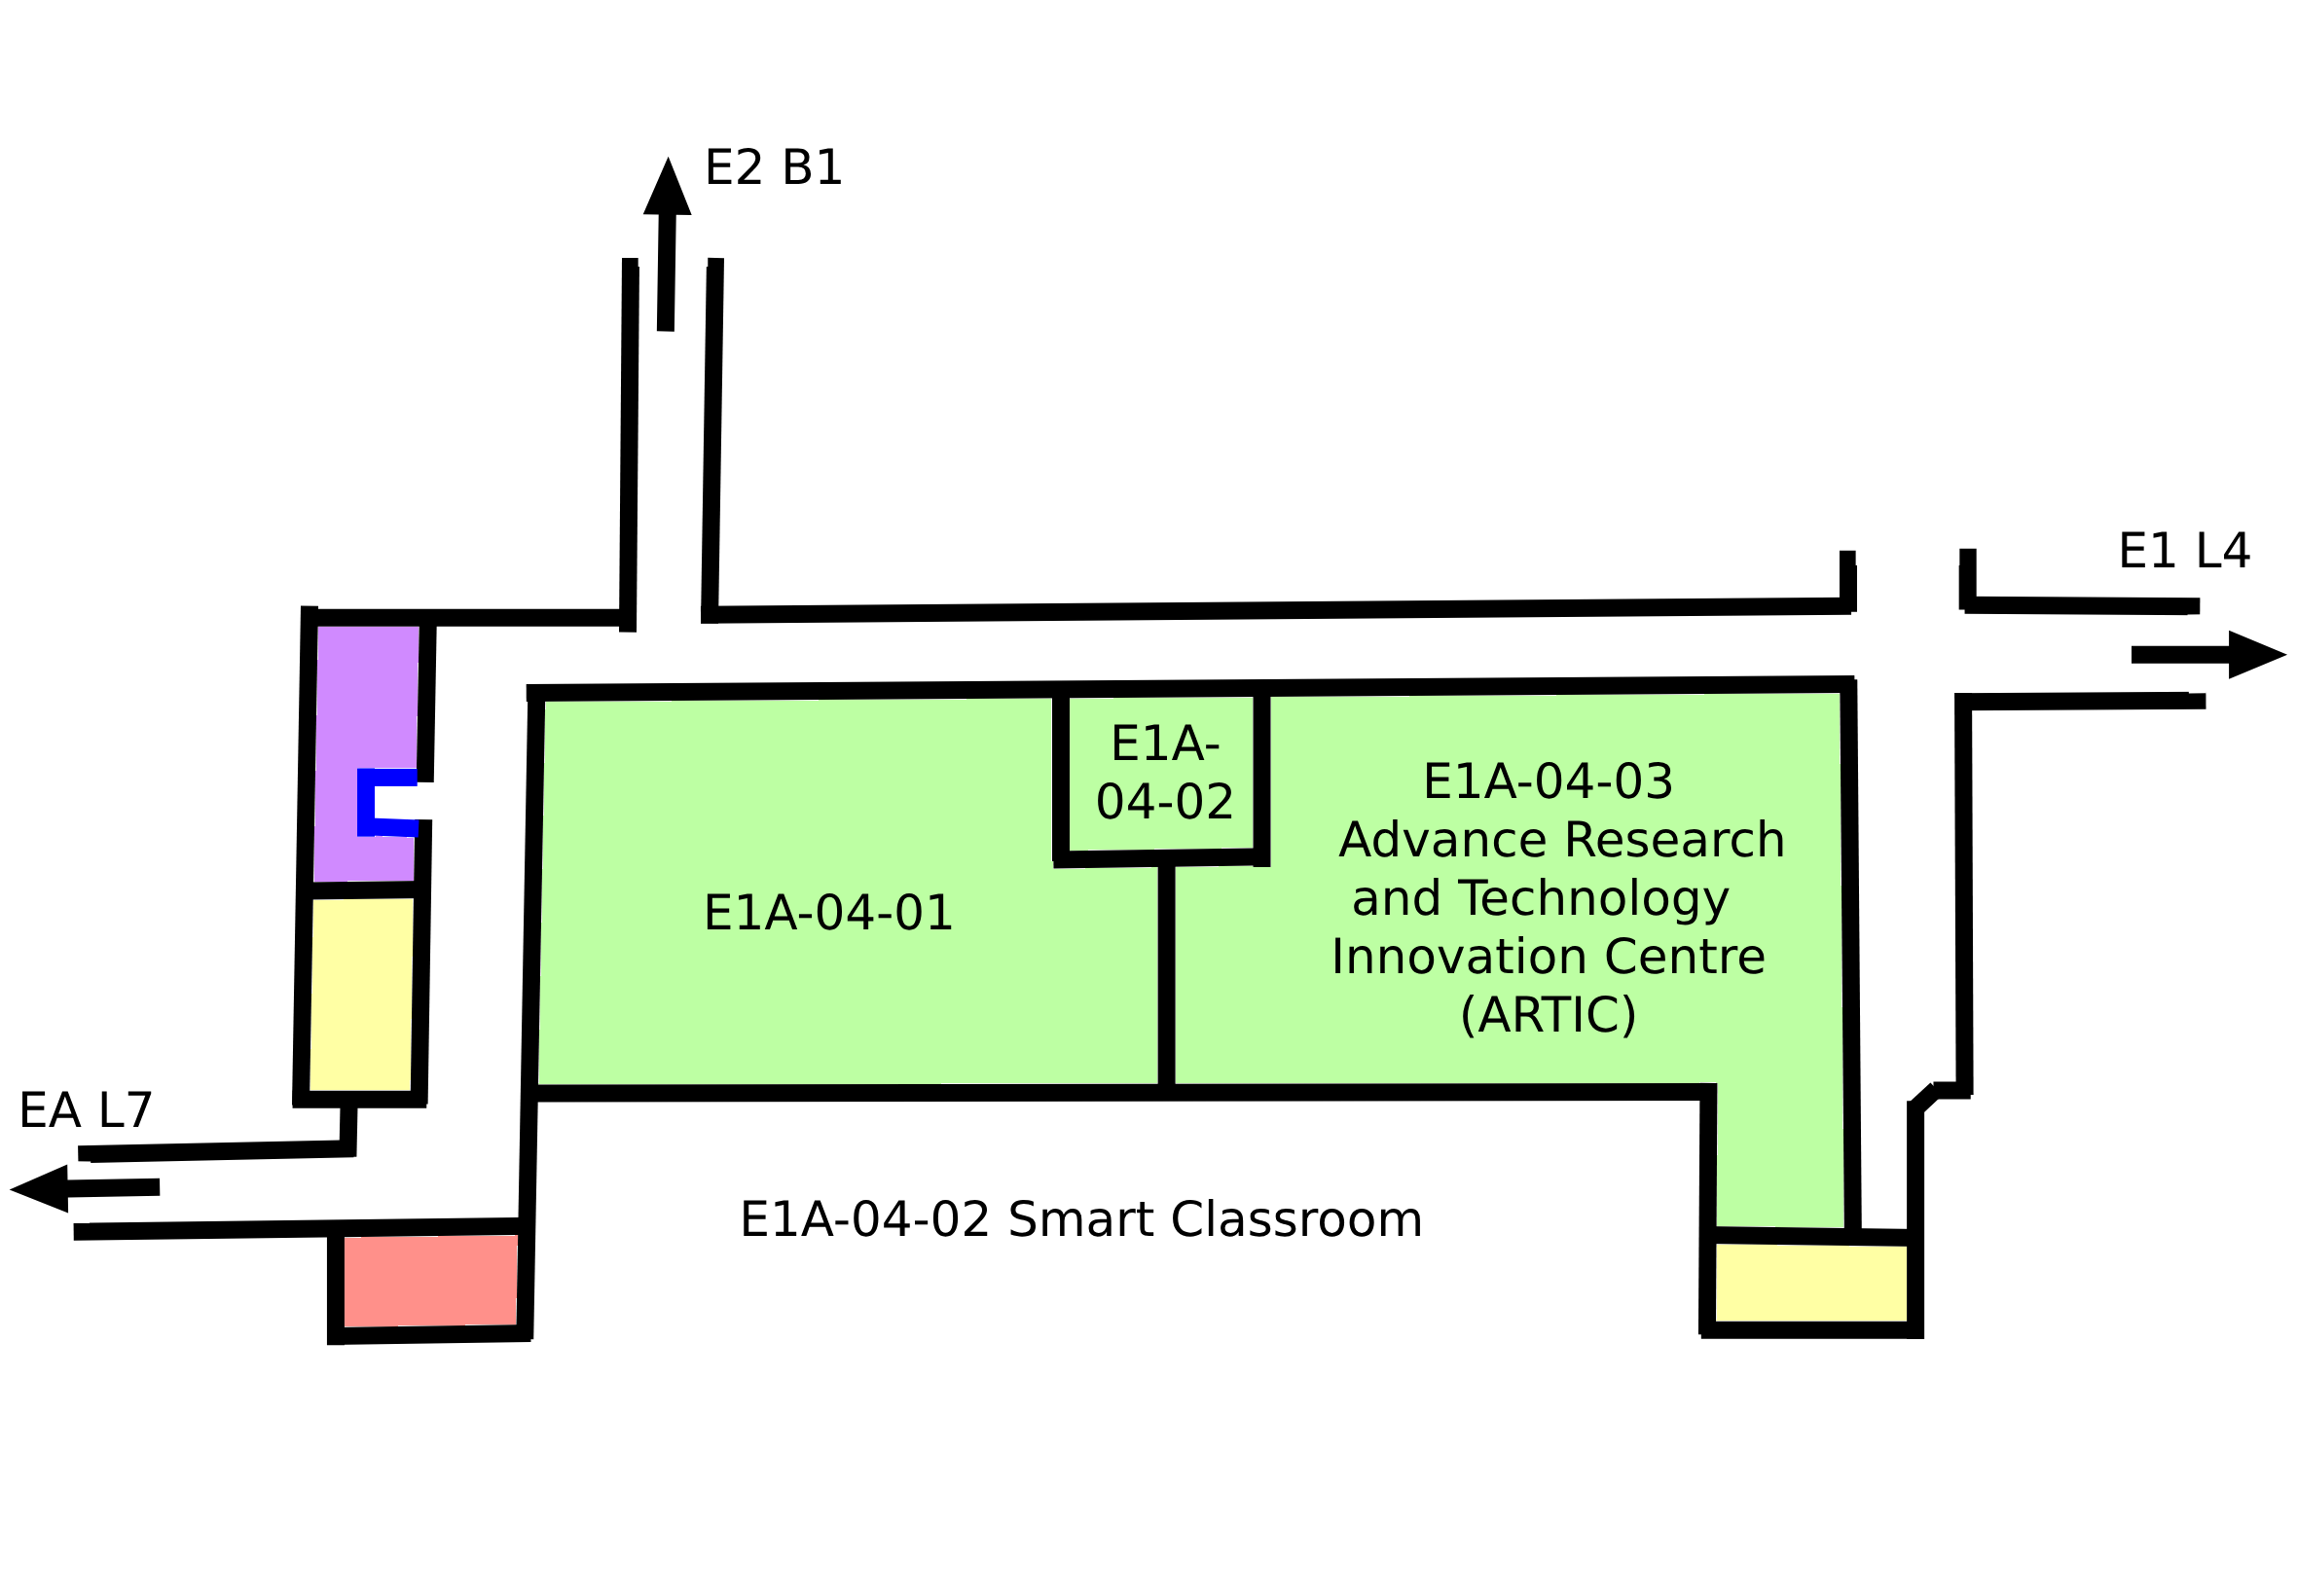 E2 B1
E1 L4
E1A-
04-02
E1A-04-03
Advance Research
and Technology
Innovation Centre
(ARTIC)
E1A-04-01
EA L7
E1A-04-02 Smart Classroom